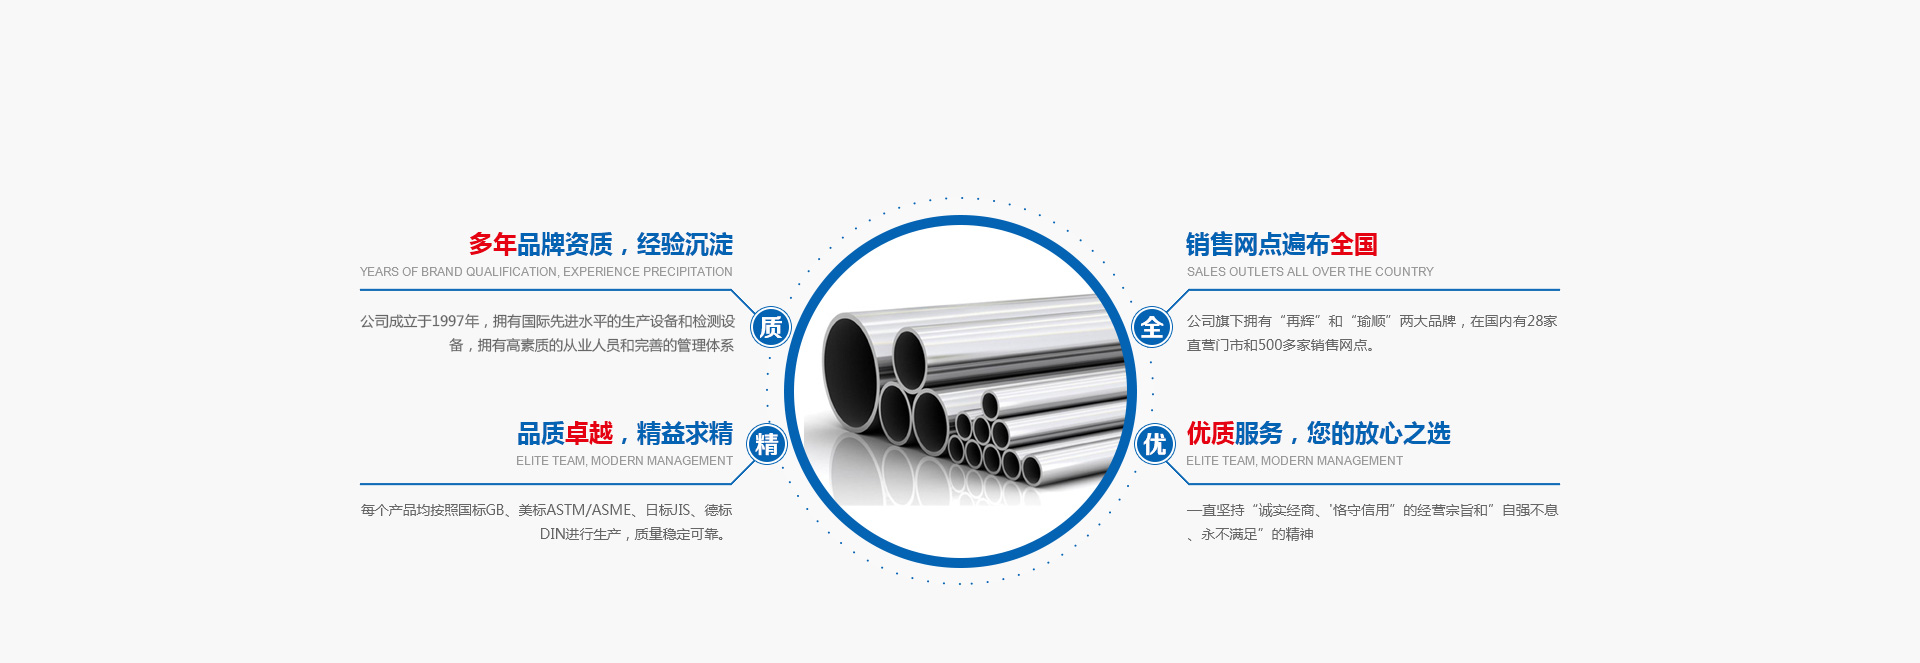 多年品牌资质，经验沉淀
YEARS OF BRAND QUALIFICATION, EXPERIENCE PRECIPITATION
质
公司成立于1997年，拥有国际先进水平的生产设备和检测设
备，拥有高素质的从业人员和完善的管理体系
品质卓越，精益求精
精
ELITE TEAM, MODERN MANAGEMENT
每个产品均按照国标GB、美标ASTM/ASME、日标JIS、德标
DIN进行生产，质量稳定可靠。
销售网点遍布全国
SALES OUTLETS ALL OVER THE COUNTRY
全
公司旗下拥有“再辉”和“瑜顺”两大品牌，在国内有28家
直营门市和500多家销售网点。
优质服务，您的放心之选
优
ELITE TEAM, MODERN MANAGEMENT
一直坚持“诚实经商、'恪守信用”的经营宗旨和”自强不息
、永不满足”的精神